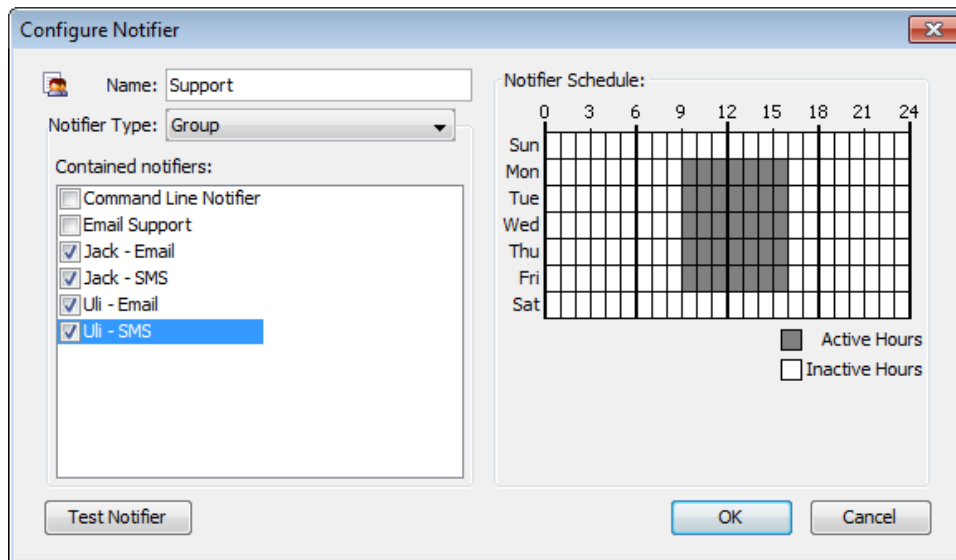 Configure Notifier
Name: Support
Notifier Type: Group
Contained notifiers:
Command Line Notifier
Email Support
Jack - Email
Jack - SMS
Uli - Email
Uli - SMS
Notifier Schedule:
0 3 6 9 12 15 18 21 24
Sun
Mon
Tue
Wed
Thu
Fri
Sat
Active Hours
Inactive Hours
Test Notifier
OK
Cancel